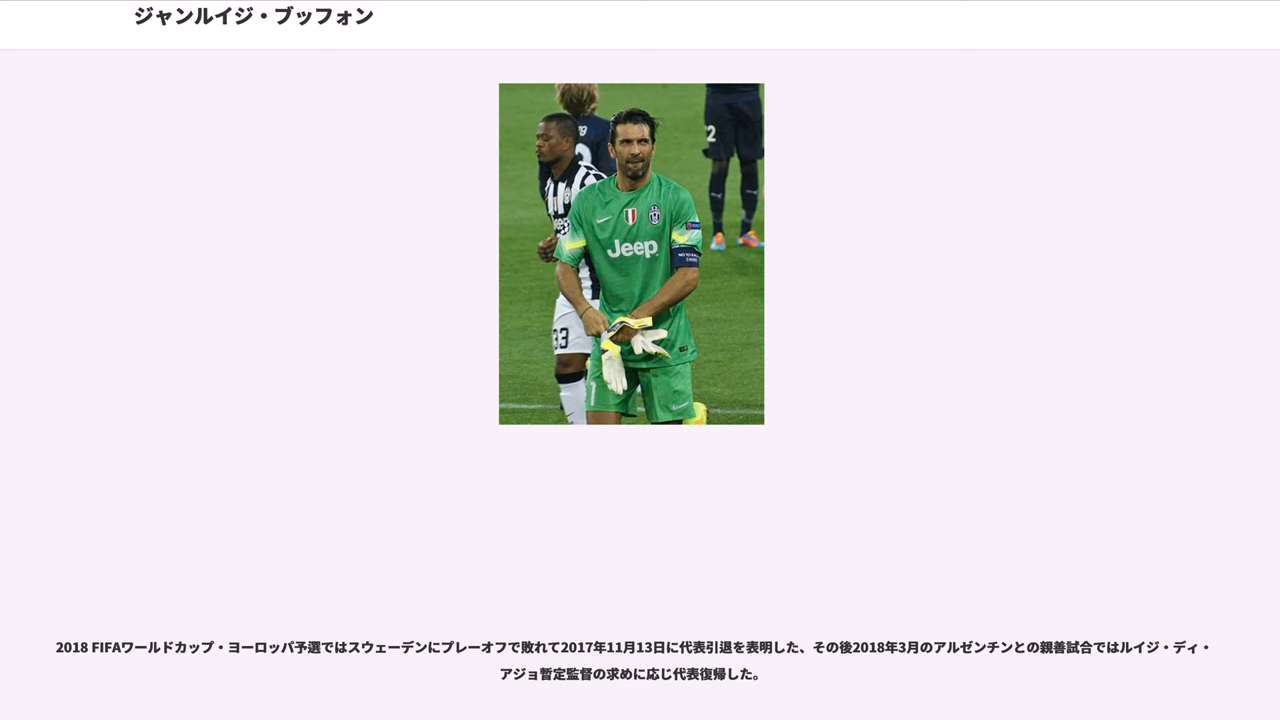 ジャンルイジ・ブッフォン
Jeep
33
1
2018 FIFAワールドカップ・ヨーロッパ予選ではスウェーデンにプレーオフで敗れて2017年11月13日に代表引退を表明した、その後2018年3月のアルゼンチンとの親善試合ではルイジ・ディ・
アジョ暫定監督の求めに応じ代表復帰した。